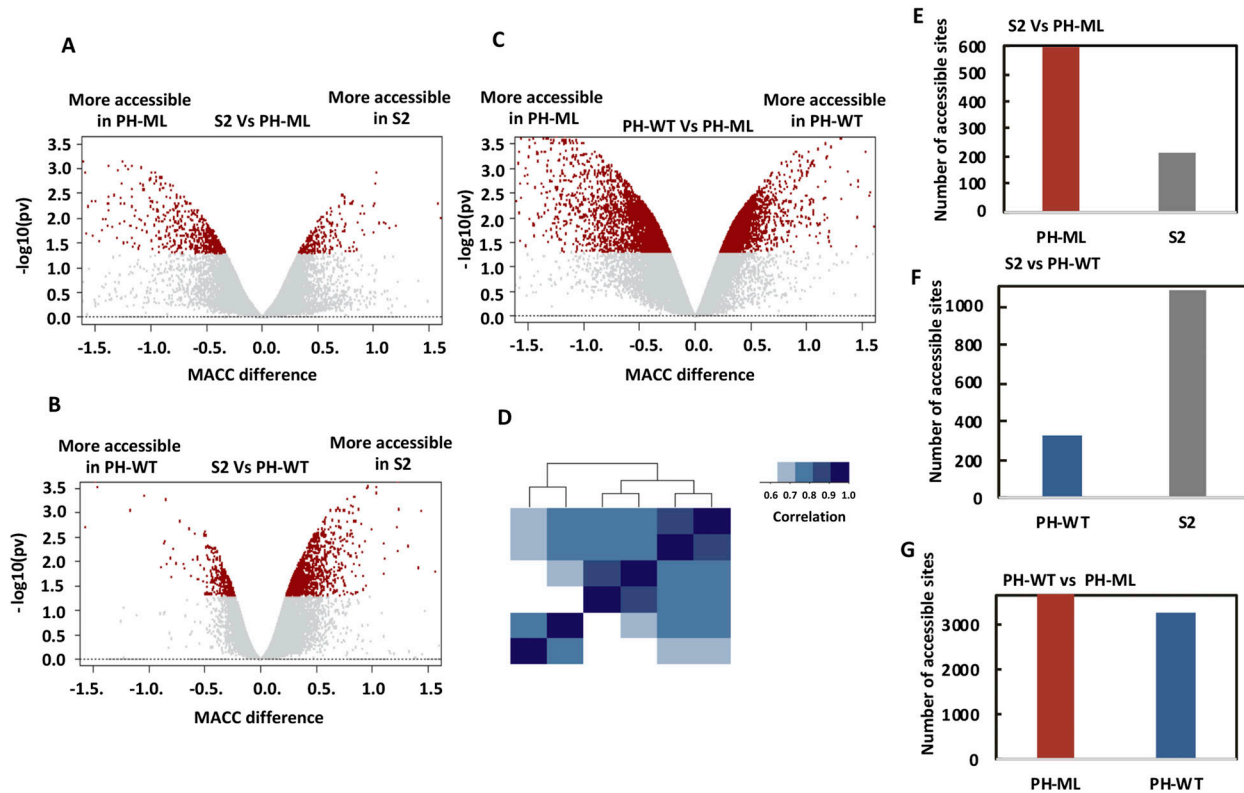 A
More accessible
in PH-ML
S2 Vs PH-ML
More accessible
in S2
3.5
3.0
2.5
2.0
1.5
1.0
0.5
0.0
-log10(pv)
-1.5. -1.0. -0.5. 0.0. 0.5. 1.0 1.5
MACC difference
B
More accessible
in PH-WT
S2 Vs PH-WT
More accessible
in S2
3.5
3.0
2.5
2.0
1.5
1.0
0.5
0.0
- log10(pv)
-1.5. -1.0. -0.5. 0.0. 0.5. 1.0 1.5
MACC difference
C
More accessible
in PH-ML
PH-WT Vs PH-ML
More accessible
in PH-WT
3.5
3.0
2.5
2.0
1.5
1.0
0.5
0.0
-1.5. -1.0. -0.5. 0.0. 0.5. 1.0 1.5
MACC difference
D
0.6 0.7 0.8 0.9 1.0
Correlation
E
S2 Vs PH-ML
Number of accessible sites
600
500
400
300
200
100
0
PH-ML S2
F
S2 vs PH-WT
Number of accessible sites
1000
800
600
400
200
0
PH-WT S2
G
PH-WT vs PH-ML
Number of accessible sites
3000
2000
1000
0
PH-ML PH-WT